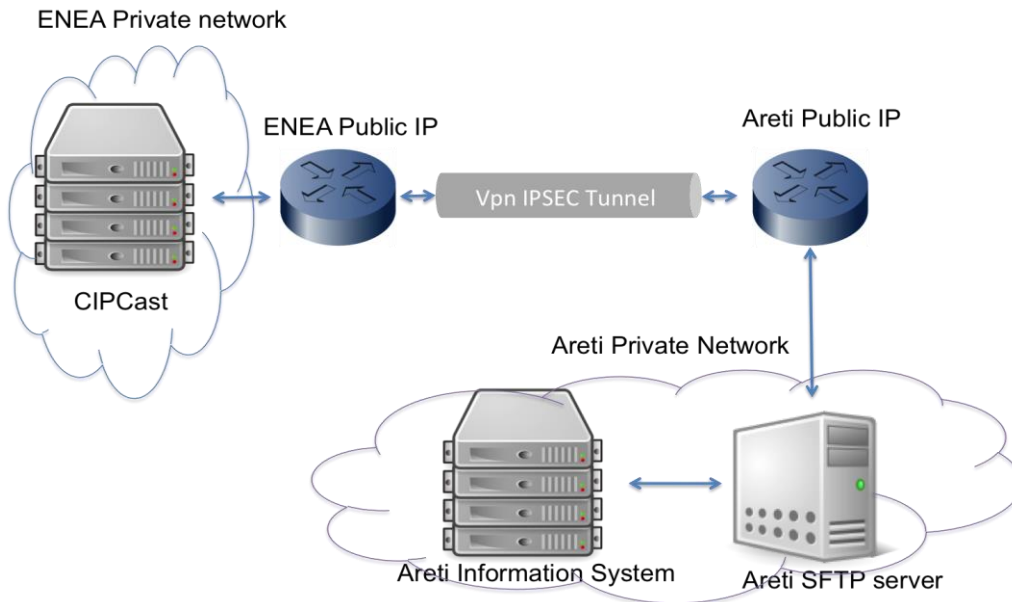 ENEA Private network
ENEA Public IP
Areti Public IP
Vpn IPSEC Tunnel
CIPCast
Areti Private Network
Areti Information System
Areti SFTP server